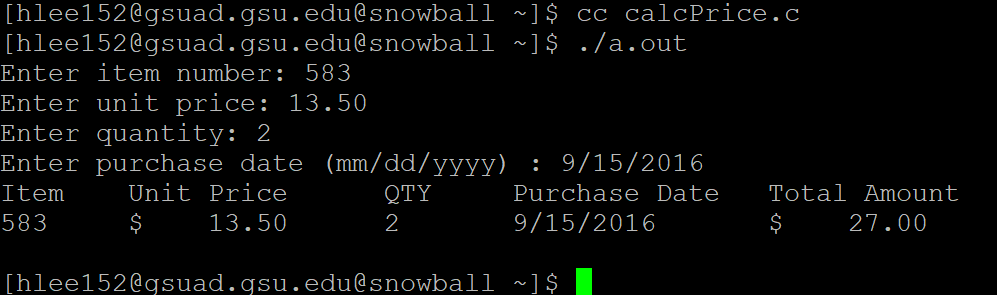 [hlee152@gsuad.gsu.edu@snowball ~]$ cc calcPrice.c
[hlee152@gsuad.gsu.edu@snowball ~]$ ./a.out
Enter item number: 583
Enter unit price: 13.50
Enter quantity: 2
Enter purchase date (mm/dd/yyyy) : 9/15/2016
Item    Unit Price      QTY     Purchase Date   Total Amount
583     $    13.50      2       9/15/2016       $    27.00
[hlee152@gsuad.gsu.edu@snowball ~]$